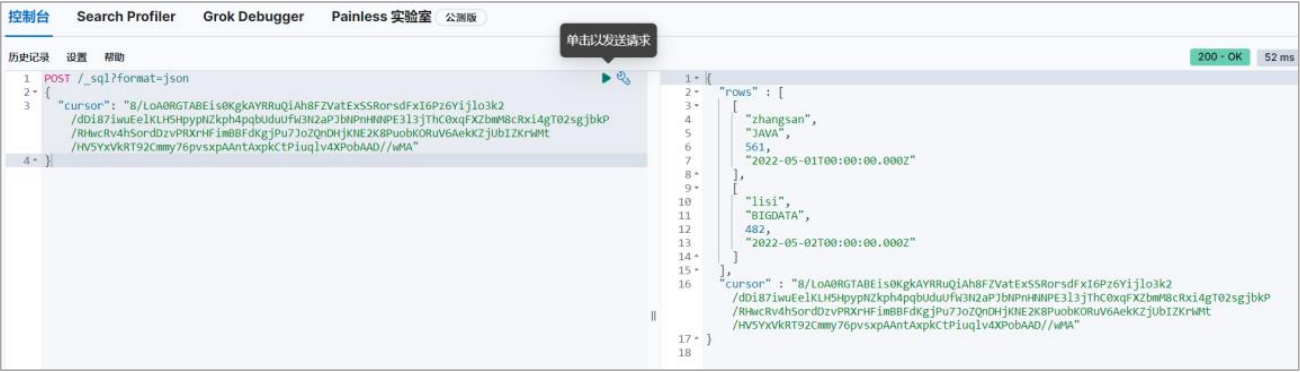 控制台 Search Profiler Grok Debugger Painless 实验室 公测版
单击以发送请求
历史记录 设置 帮助
200 - OK 52 ms
1 POST /_sql?format=json
2 {
3 "cursor": "8/LoA0RGTABEis0KgkAYRRuQiAh8FZVatExSSRorsdFxI6Pz6Yijlo3k2
/dDi87iwuEelKLH5HpypNZkph4pqbUduUfW3N2aPJbNPnHNNPE3l3jThC0xqFXZbmM8cRxi4gT02sgjbkP
/RHwcRv4hSordDzvPRXrHFimBBFdKgjPu7JoZQnDHjKNE2K8PuobKORuV6AekKZjUbIZKrWMt
/HV5YxVkRT92Cmmy76pvsxpAAntAxpkCtPiuqlv4XPobAAD//wMA"
4 }
1 {
2 "rows" : [
3 [
4 "zhangsan",
5 "JAVA",
6 561,
7 "2022-05-01T00:00:00.000Z"
8 ],
9 [
10 "lisi",
11 "BIGDATA",
12 482,
13 "2022-05-02T00:00:00.000Z"
14 ]
15 ],
16 "cursor" : "8/LoA0RGTABEis0KgkAYRRuQiAh8FZVatExSSRorsdFxI6Pz6Yijlo3k2
/dDi87iwuEelKLH5HpypNZkph4pqbUduUfW3N2aPJbNPnHNNPE3l3jThC0xqFXZbmM8cRxi4gT02sgjbkP
/RHwcRv4hSordDzvPRXrHFimBBFdKgjPu7JoZQnDHjKNE2K8PuobKORuV6AekKZjUbIZKrWMt
/HV5YxVkRT92Cmmy76pvsxpAAntAxpkCtPiuqlv4XPobAAD//wMA"
17 }
18